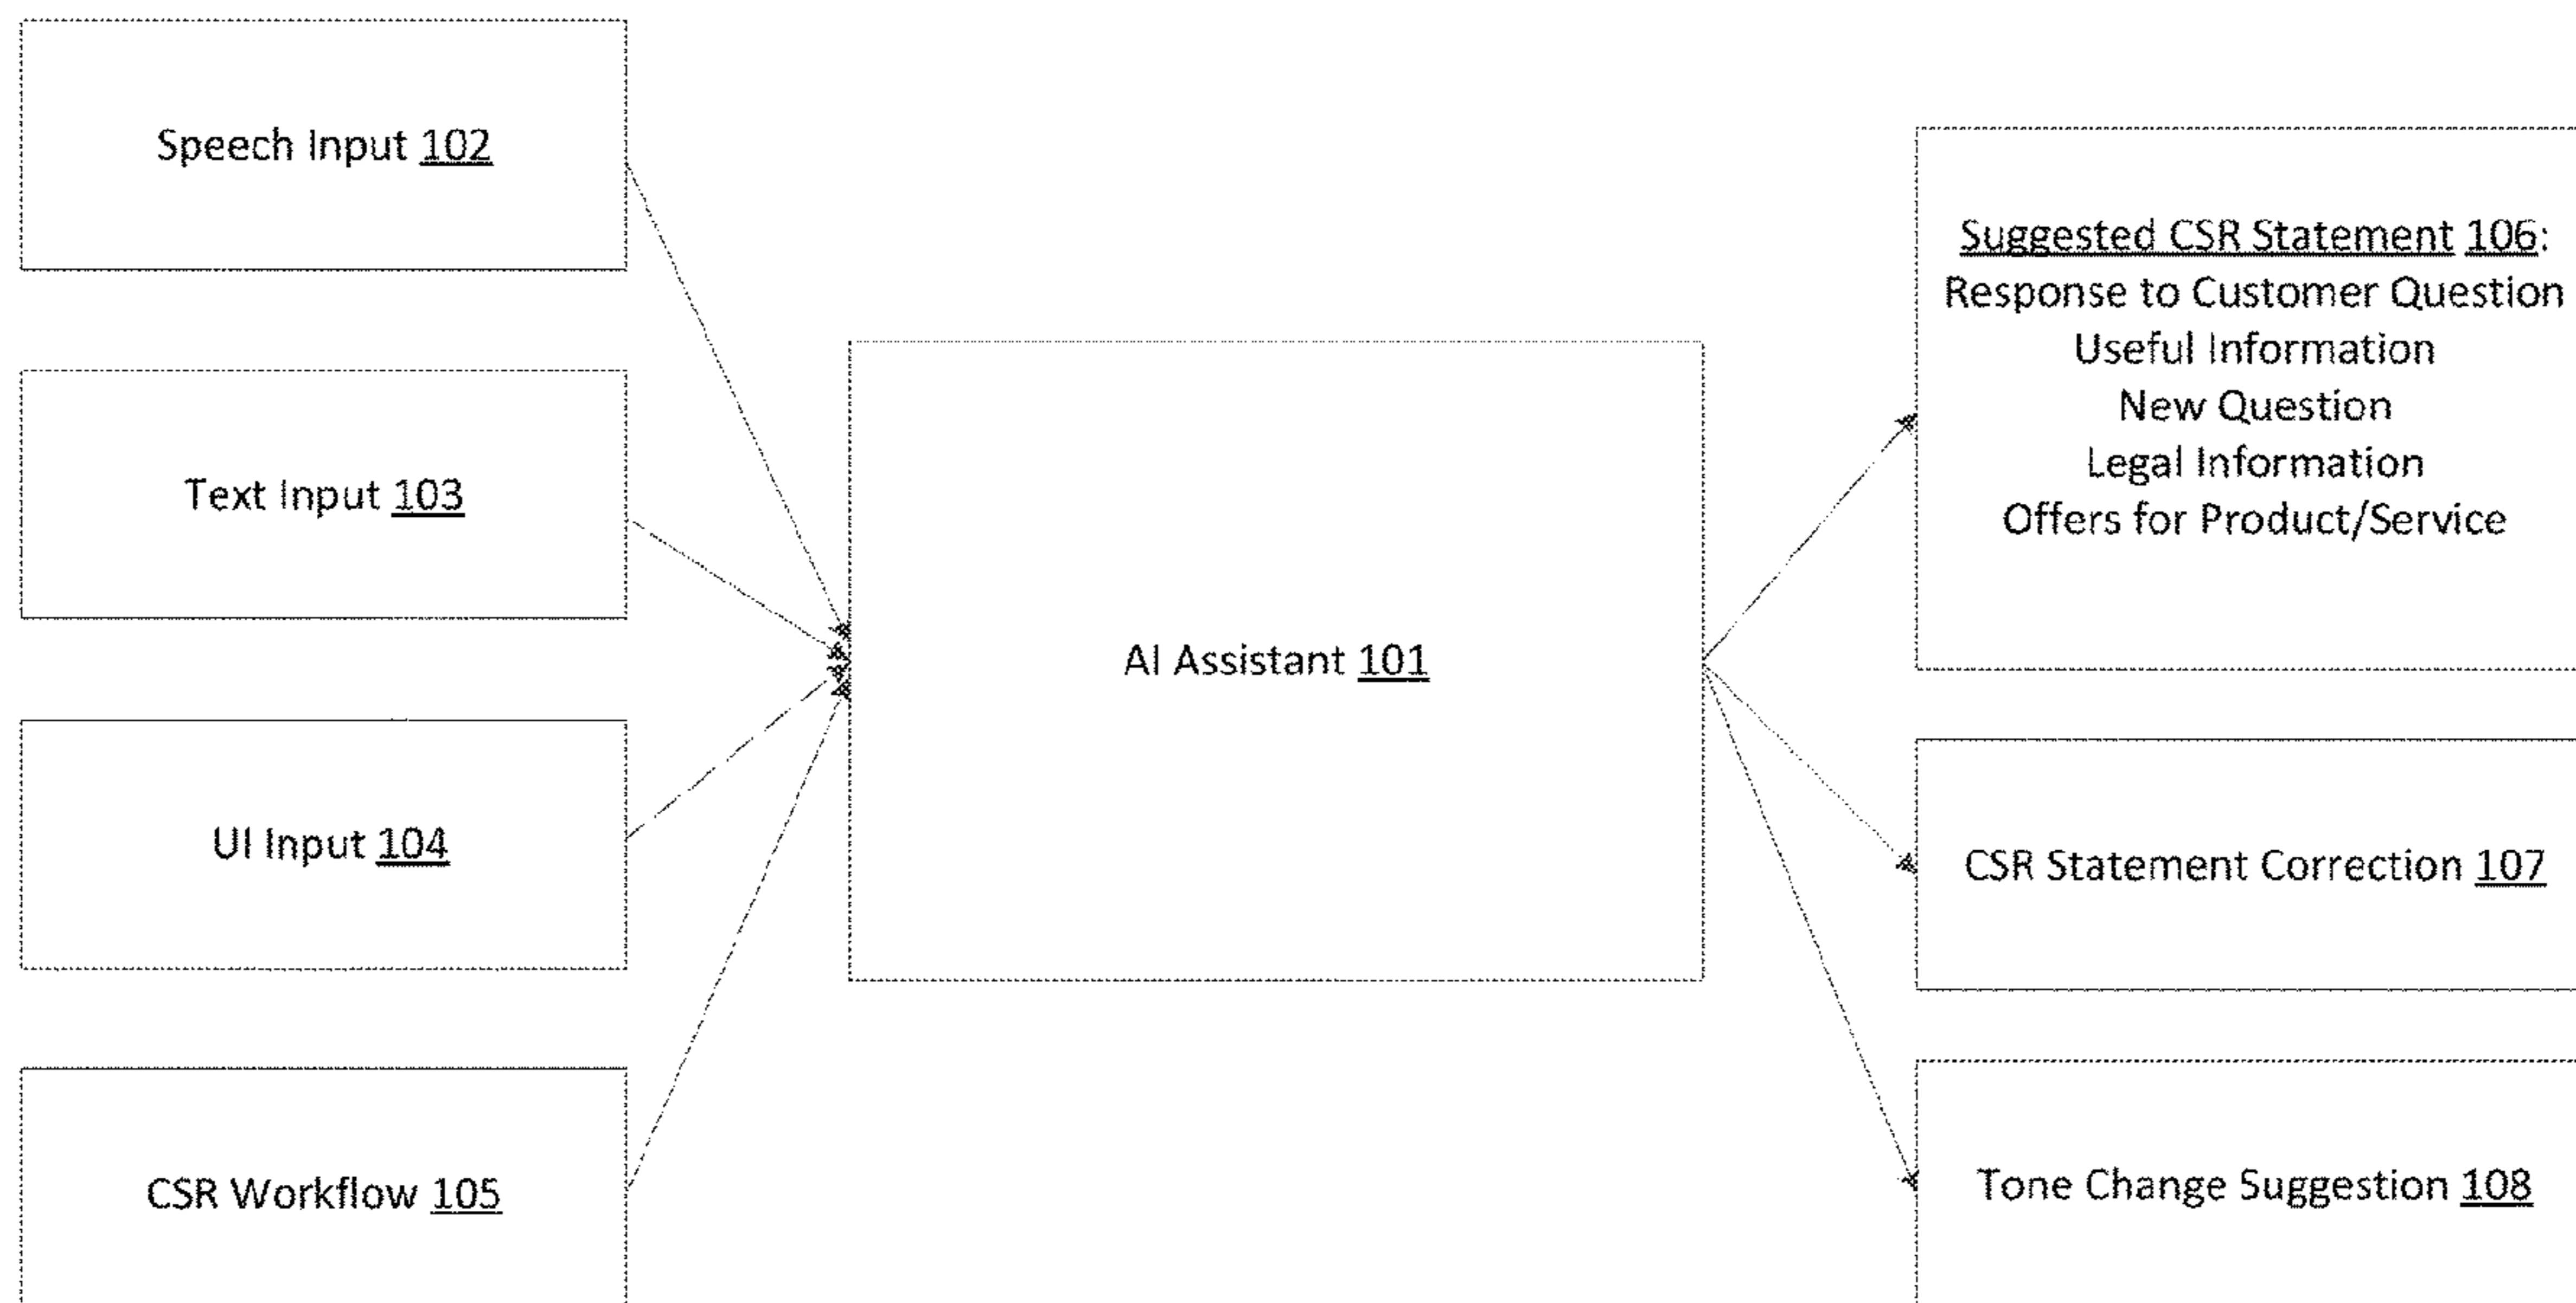 Speech Input 102
Text Input 103
UI Input 104
CSR Workflow 105
AI Assistant 101
Suggested CSR Statement 106:
Response to Customer Question
Useful Information
New Question
Legal Information
Offers for Product/Service
CSR Statement Correction 107
Tone Change Suggestion 108